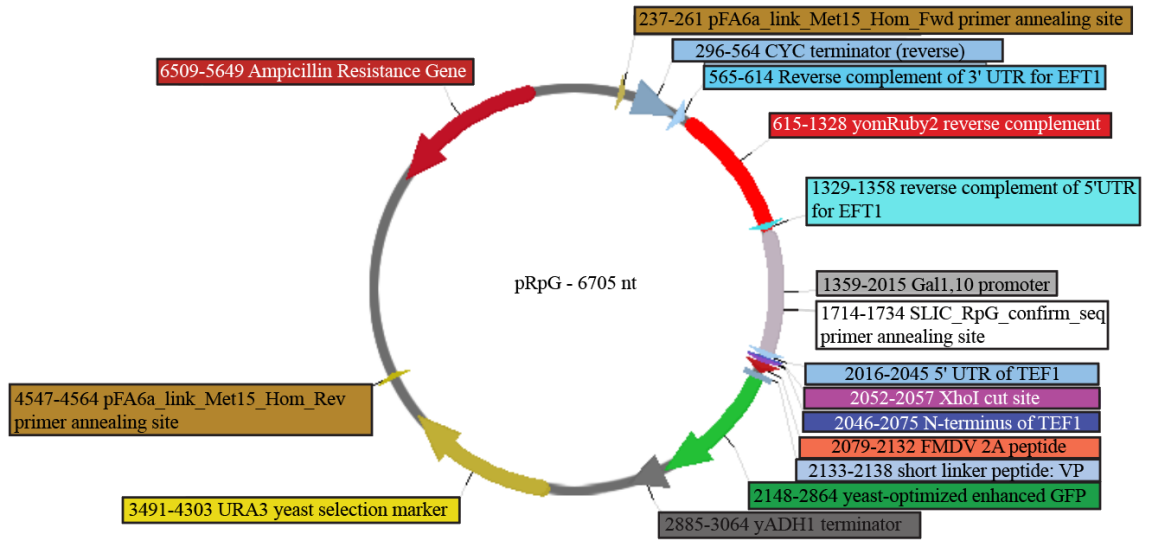 237-261 pFA6a_link_Met15_Hom_Fwd primer annealing site
296-564 CYC terminator (reverse)
6509-5649 Ampicillin Resistance Gene
565-614 Reverse complement of 3' UTR for EFT1
615-1328 yomRuby2 reverse complement
1329-1358 reverse complement of 5'UTR
for EFT1
pRpG - 6705 nt
1359-2015 Gal1,10 promoter
1714-1734 SLIC_RpG_confirm_seq
primer annealing site
2016-2045 5' UTR of TEF1
2052-2057 XhoI cut site
4547-4564 pFA6a_link_Met15_Hom_Rev
primer annealing site
2046-2075 N-terminus of TEF1
2079-2132 FMDV 2A peptide
2133-2138 short linker peptide: VP
2148-2864 yeast-optimized enhanced GFP
3491-4303 URA3 yeast selection marker
2885-3064 yADH1 terminator